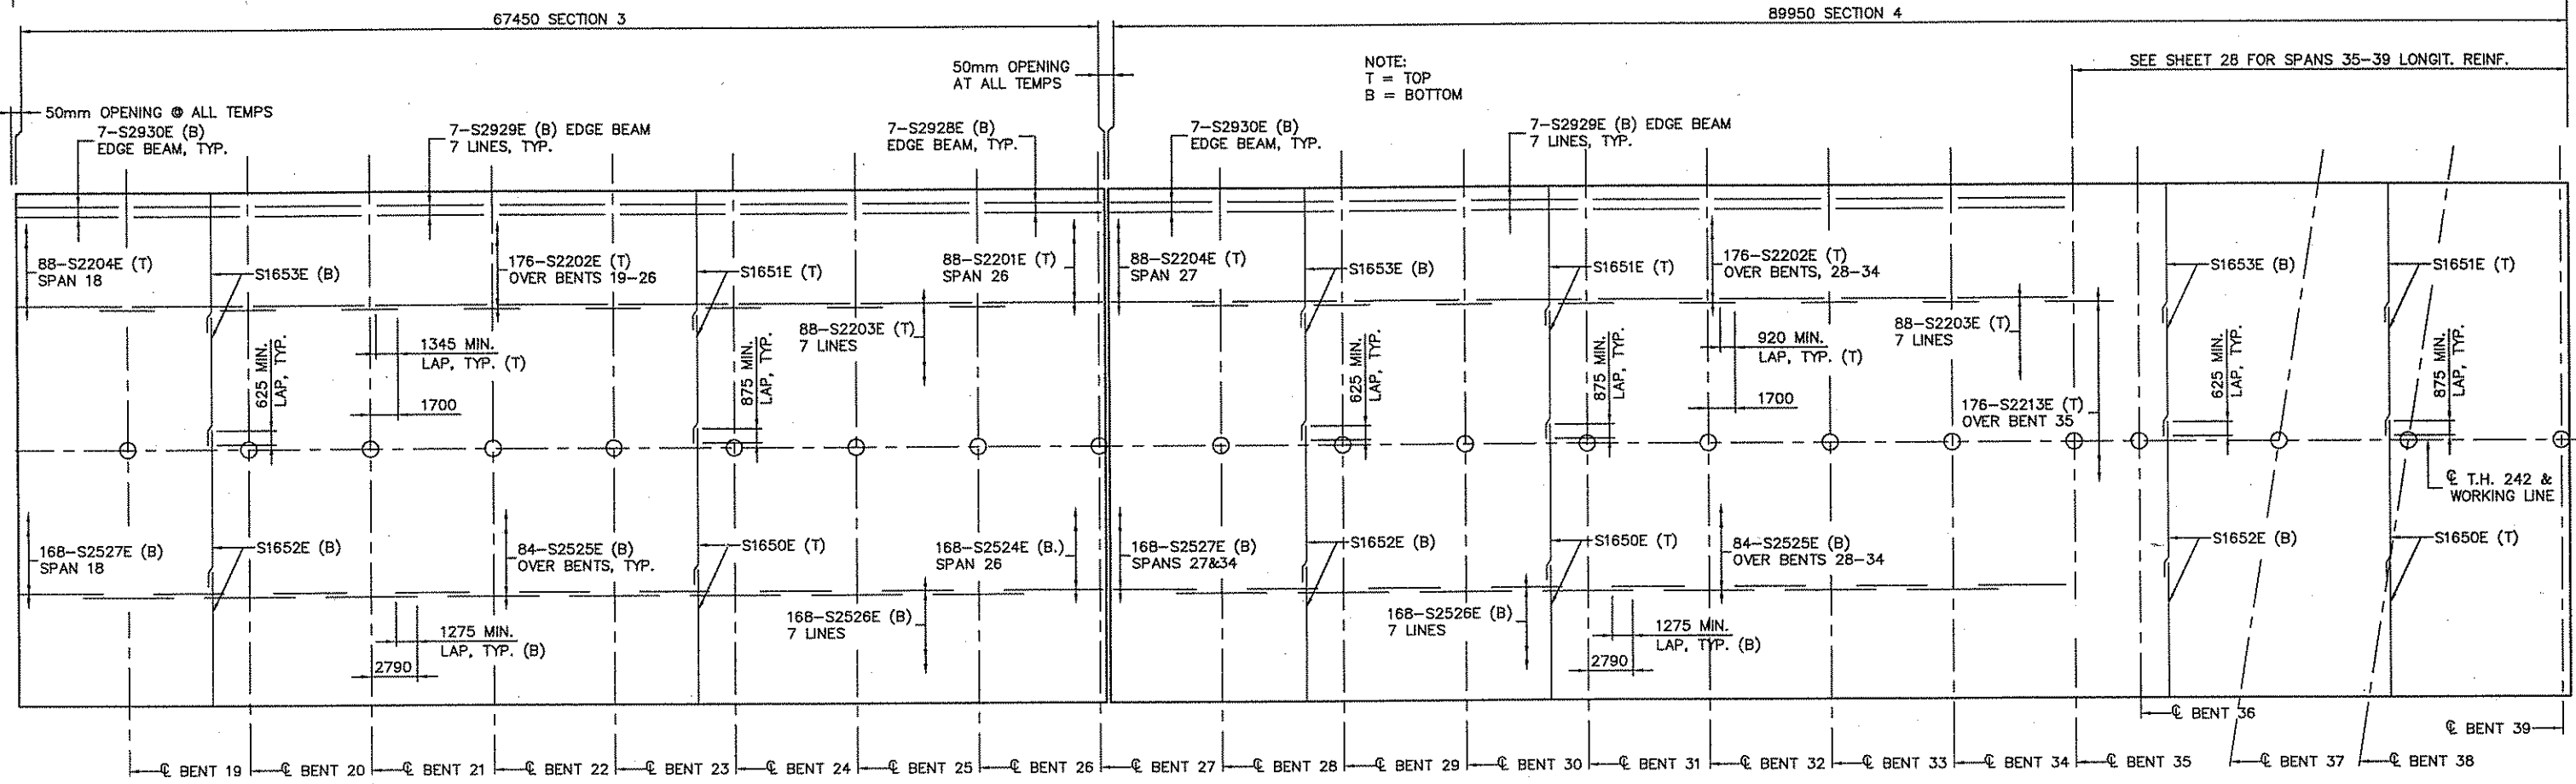 67450 SECTION 3
89950 SECTION 4
50mm OPENING
AT ALL TEMPS
NOTE:
T = TOP
B = BOTTOM
SEE SHEET 28 FOR SPANS 35-39 LONGIT. REINF.
50mm OPENING @ ALL TEMPS
7-S2930E (B)
EDGE BEAM, TYP.
7-S2929E (B) EDGE BEAM
7 LINES, TYP.
7-S2928E (B)
EDGE BEAM, TYP.
7-S2930E (B)
EDGE BEAM, TYP.
7-S2929E (B) EDGE BEAM
7 LINES, TYP.
88-S2204E (T)
SPAN 18
S1653E (B)
176-S2202E (T)
OVER BENTS 19-26
S1651E (T)
88-S2201E (T)
SPAN 26
88-S2204E (T)
SPAN 27
S1653E (B)
S1651E (T)
176-S2202E (T)
OVER BENTS, 28-34
S1653E (B)
S1651E (T)
88-S2203E (T)
7 LINES
88-S2203E (T)
7 LINES
1345 MIN.
LAP, TYP. (T)
920 MIN.
LAP, TYP. (T)
625 MIN.
LAP, TYP.
875 MIN.
LAP, TYP.
625 MIN.
LAP, TYP.
875 MIN.
LAP, TYP.
625 MIN.
LAP, TYP.
875 MIN.
LAP, TYP.
1700
1700
176-S2213E (T)
OVER BENT 35
℄ T.H. 242 &
WORKING LINE
168-S2527E (B)
SPAN 18
S1652E (B)
84-S2525E (B)
OVER BENTS, TYP.
S1650E (T)
168-S2524E (B.)
SPAN 26
168-S2527E (B)
SPANS 27&34
S1652E (B)
S1650E (T)
84-S2525E (B)
OVER BENTS 28-34
S1652E (B)
S1650E (T)
168-S2526E (B)
7 LINES
168-S2526E (B)
7 LINES
1275 MIN.
LAP, TYP. (B)
1275 MIN.
LAP, TYP. (B)
2790
2790
℄ BENT 36
℄ BENT 39
℄ BENT 19
℄ BENT 20
℄ BENT 21
℄ BENT 22
℄ BENT 23
℄ BENT 24
℄ BENT 25
℄ BENT 26
℄ BENT 27
℄ BENT 28
℄ BENT 29
℄ BENT 30
℄ BENT 31
℄ BENT 32
℄ BENT 33
℄ BENT 34
℄ BENT 35
℄ BENT 37
℄ BENT 38